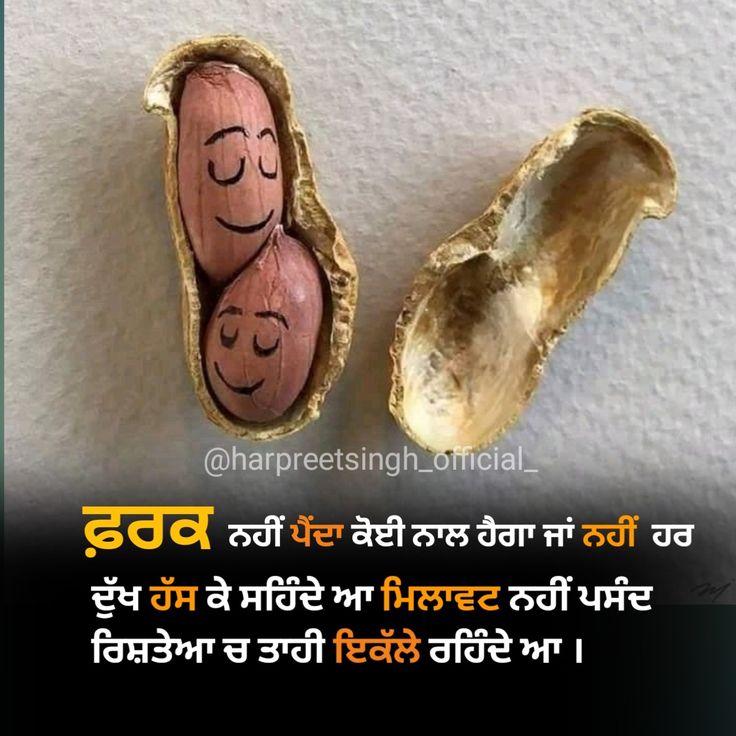 @harpreetsingh_official_
ਫ਼ਰਕ ਨਹੀਂ ਪੈਂਦਾ ਕੋਈ ਨਾਲ ਹੈਗਾ ਜਾਂ ਨਹੀਂ ਹਰ
ਦੁੱਖ ਹੱਸ ਕੇ ਸਹਿੰਦੇ ਆ ਮਿਲਾਵਟ ਨਹੀਂ ਪਸੰਦ
ਰਿਸ਼ਤੇਆ ਚ ਤਾਹੀ ਇਕੱਲੇ ਰਹਿੰਦੇ ਆ ।